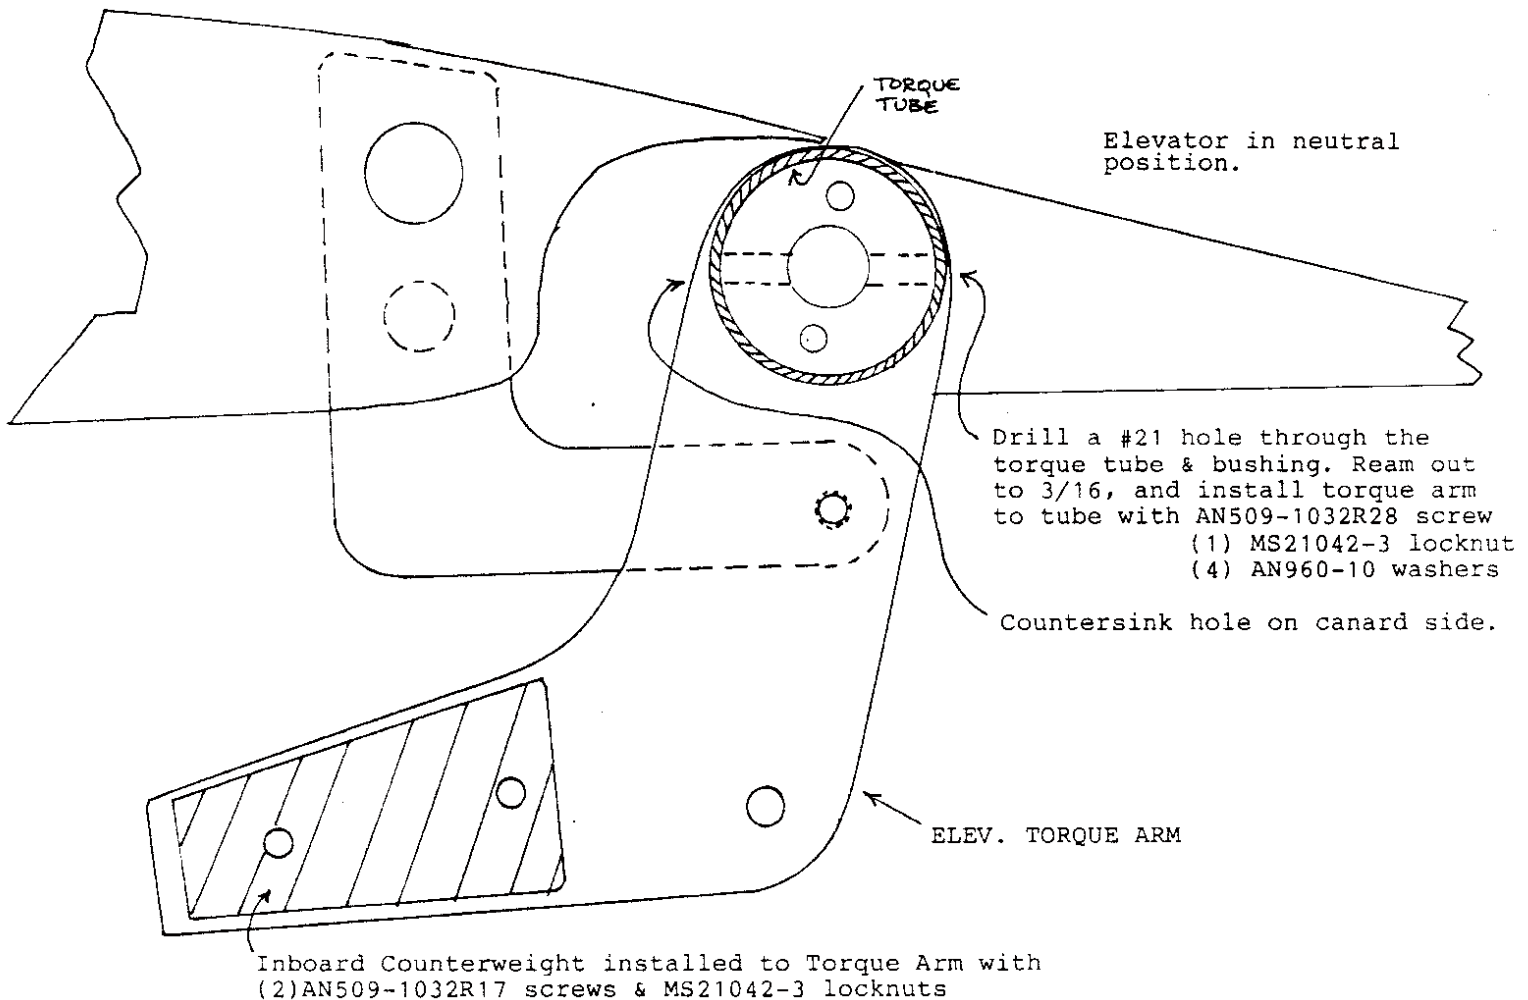 TORQUE
TUBE
Elevator in neutral
position.
Drill a #21 hole through the
torque tube & bushing. Ream out
to 3/16, and install torque arm
to tube with AN509-1032R28 screw
(1) MS21042-3 locknut
(4) AN960-10 washers
Countersink hole on canard side.
ELEV. TORQUE ARM
Inboard Counterweight installed to Torque Arm with
(2)AN509-1032R17 screws & MS21042-3 locknuts